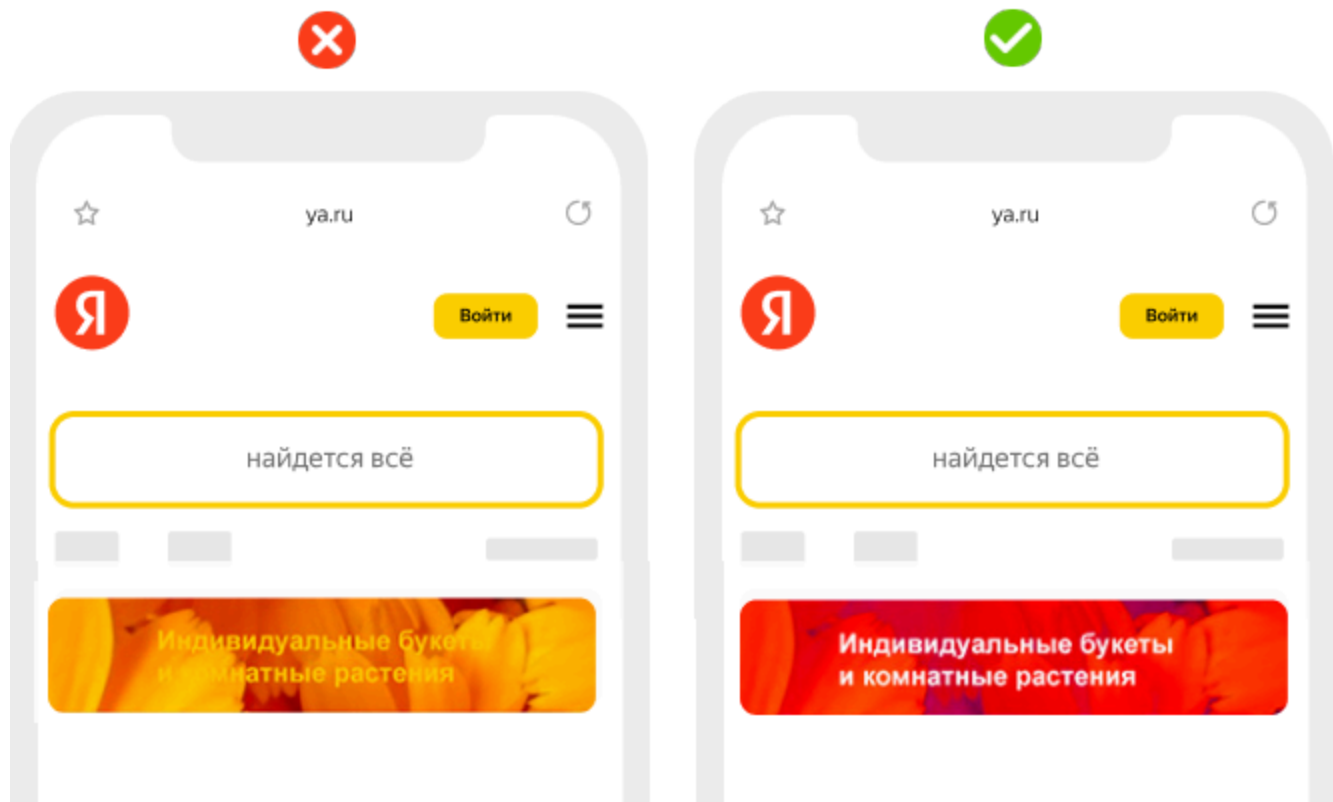 ya.ru
Я
Войти
найдется всё
Индивидуальные букеты
и комнатные растения
ya.ru
Я
Войти
найдется всё
Индивидуальные букеты
и комнатные растения